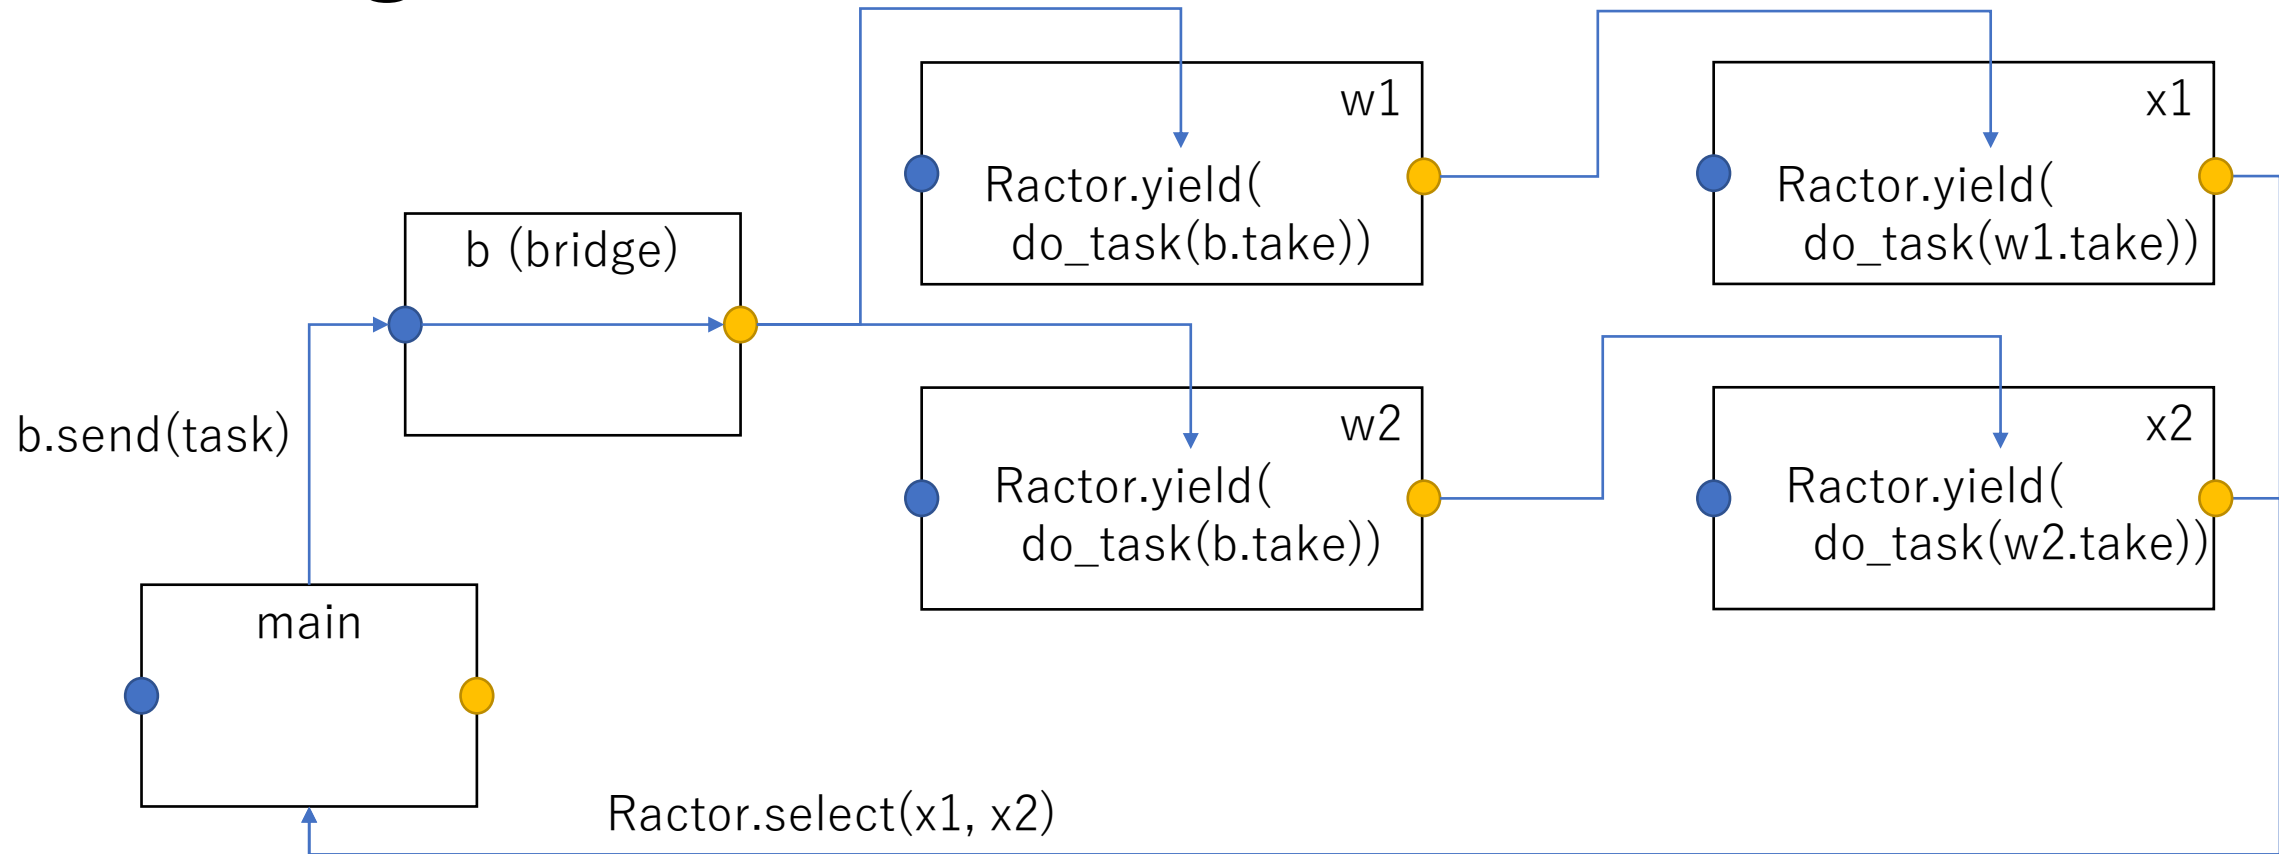 w1
Ractor.yield(
do_task(b.take))
x1
Ractor.yield(
do_task(w1.take))
b (bridge)
b.send(task)
w2
Ractor.yield(
do_task(b.take))
x2
Ractor.yield(
do_task(w2.take))
main
Ractor.select(x1, x2)